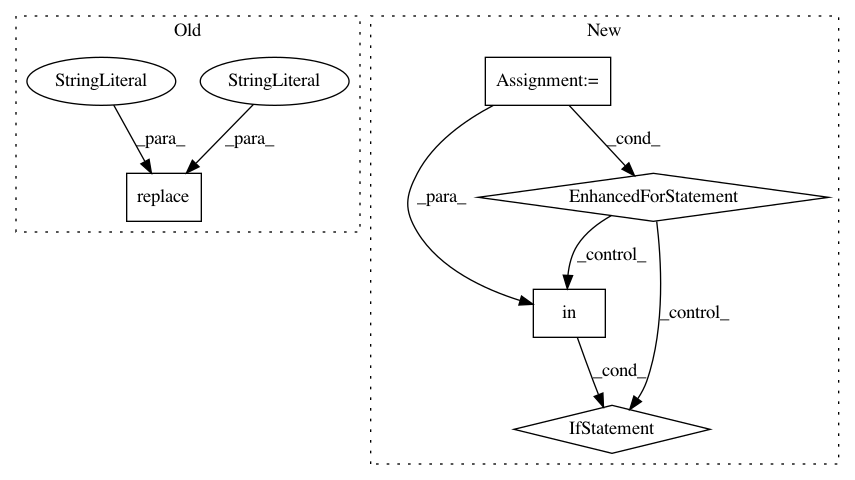 Old
New
StringLiteral
StringLiteral
Assignment:=
_para_
_para_
_cond_
replace
_para_
EnhancedForStatement
_control_
in
_control_
_cond_
IfStatement